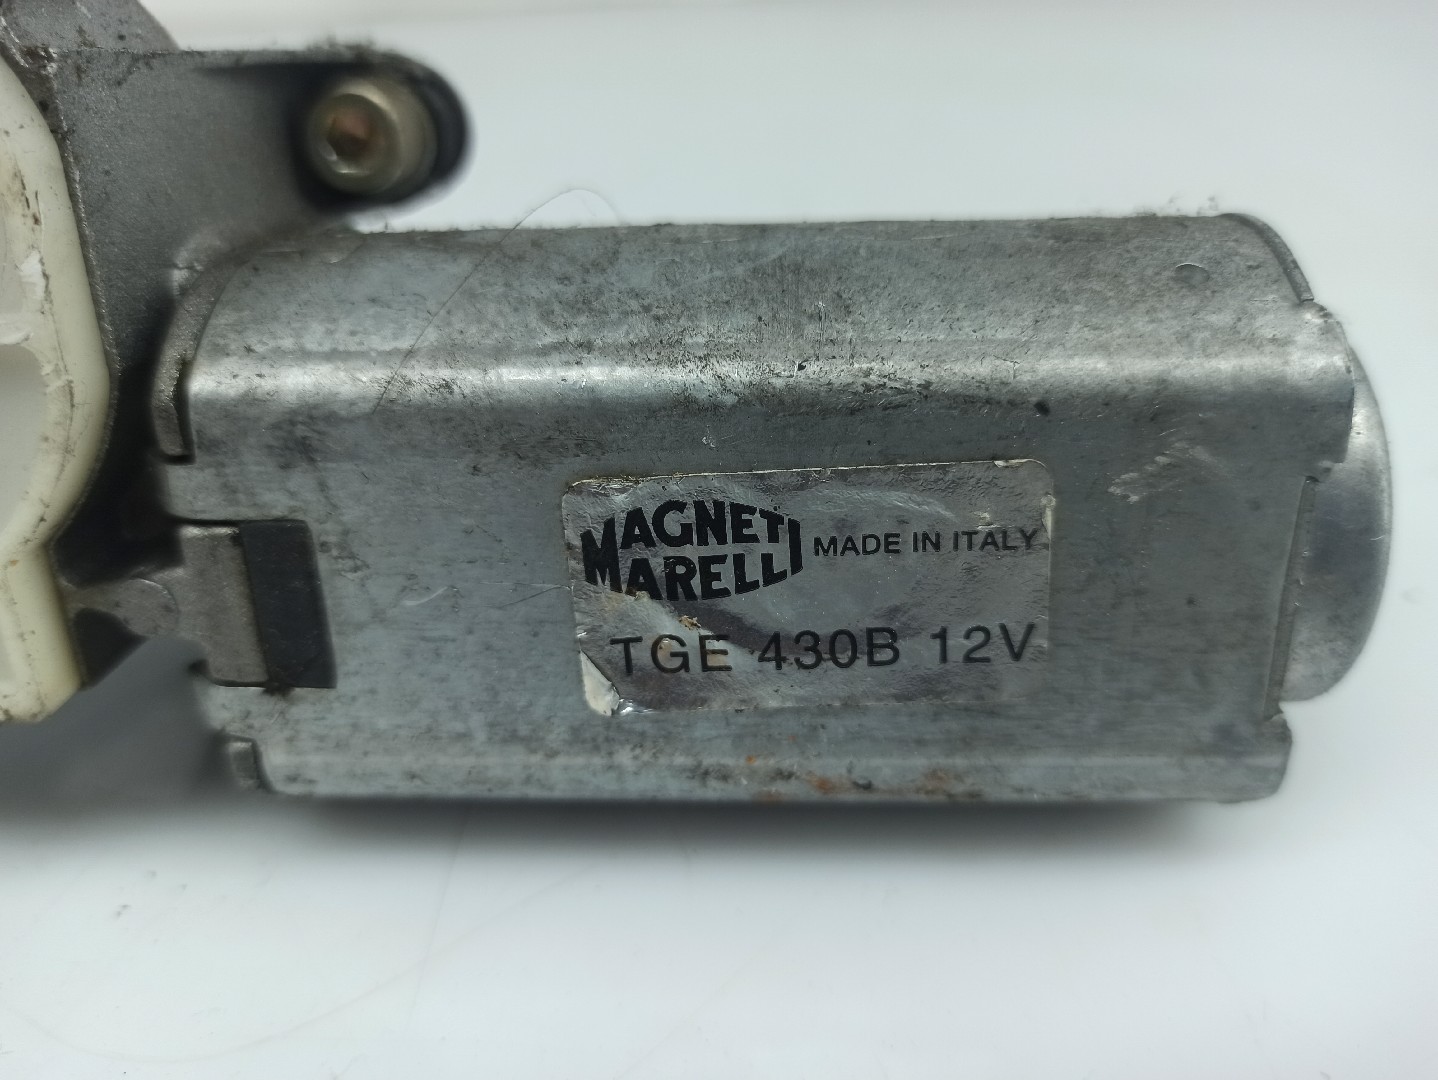 MAGNETI
MARELLI
MADE IN ITALY
TGE 430B 12V